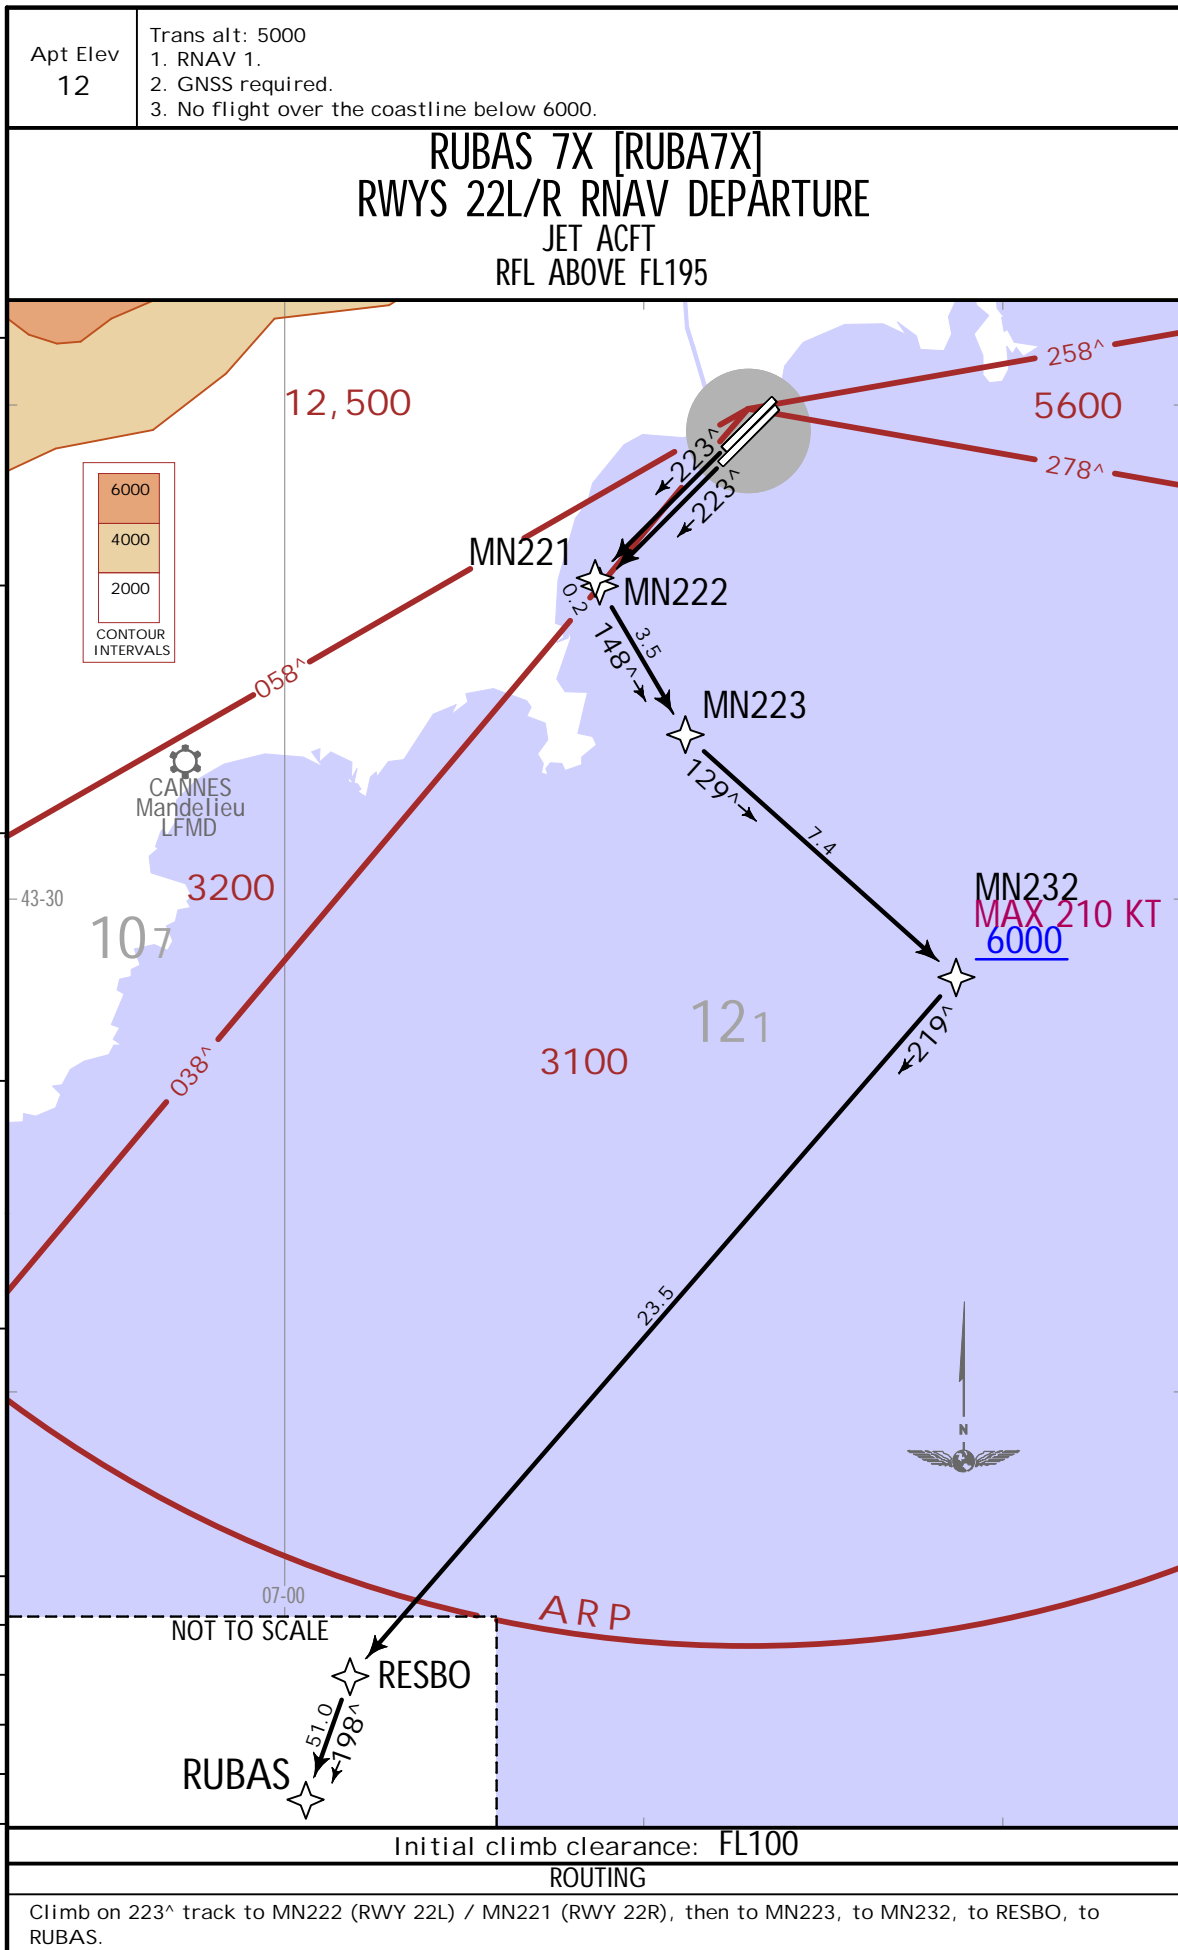 Apt Elev
12
Trans alt: 5000
1. RNAV 1.
2. GNSS required.
3. No flight over the coastline below 6000.
RUBAS 7X [RUBA7X]
RWYS 22L/R RNAV DEPARTURE
JET ACFT
RFL ABOVE FL195
258^
12,500
5600
278^
223^
223^
6000
4000
2000
CONTOUR
INTERVALS
MN221
MN222
0.2
3.5
148^
058^
MN223
CANNES
Mandelieu
LFMD
129^
7.4
3200
43-30
107
MN232
MAX 210 KT
6000
121
219^
3100
038^
23.5
N
07-00
ARP
NOT TO SCALE
RESBO
51.0
198^
RUBAS
Initial climb clearance: FL100
ROUTING
Climb on 223^ track to MN222 (RWY 22L) / MN221 (RWY 22R), then to MN223, to MN232, to RESBO, to
RUBAS.